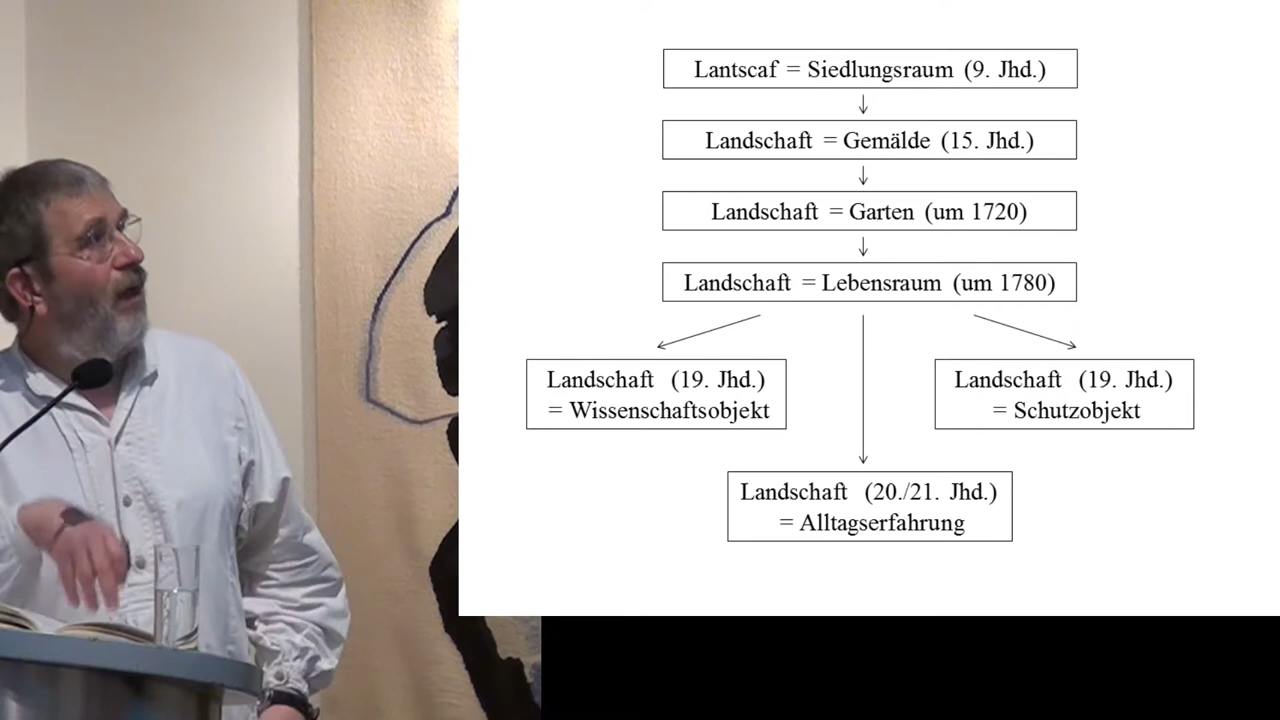 Lantscaf = Siedlungsraum (9. Jhd.)
Landschaft = Gemälde (15. Jhd.)
Landschaft = Garten (um 1720)
Landschaft = Lebensraum (um 1780)
Landschaft (19. Jhd.)
= Wissenschaftsobjekt
Landschaft (19. Jhd.)
= Schutzobjekt
Landschaft (20./21. Jhd.)
= Alltagserfahrung